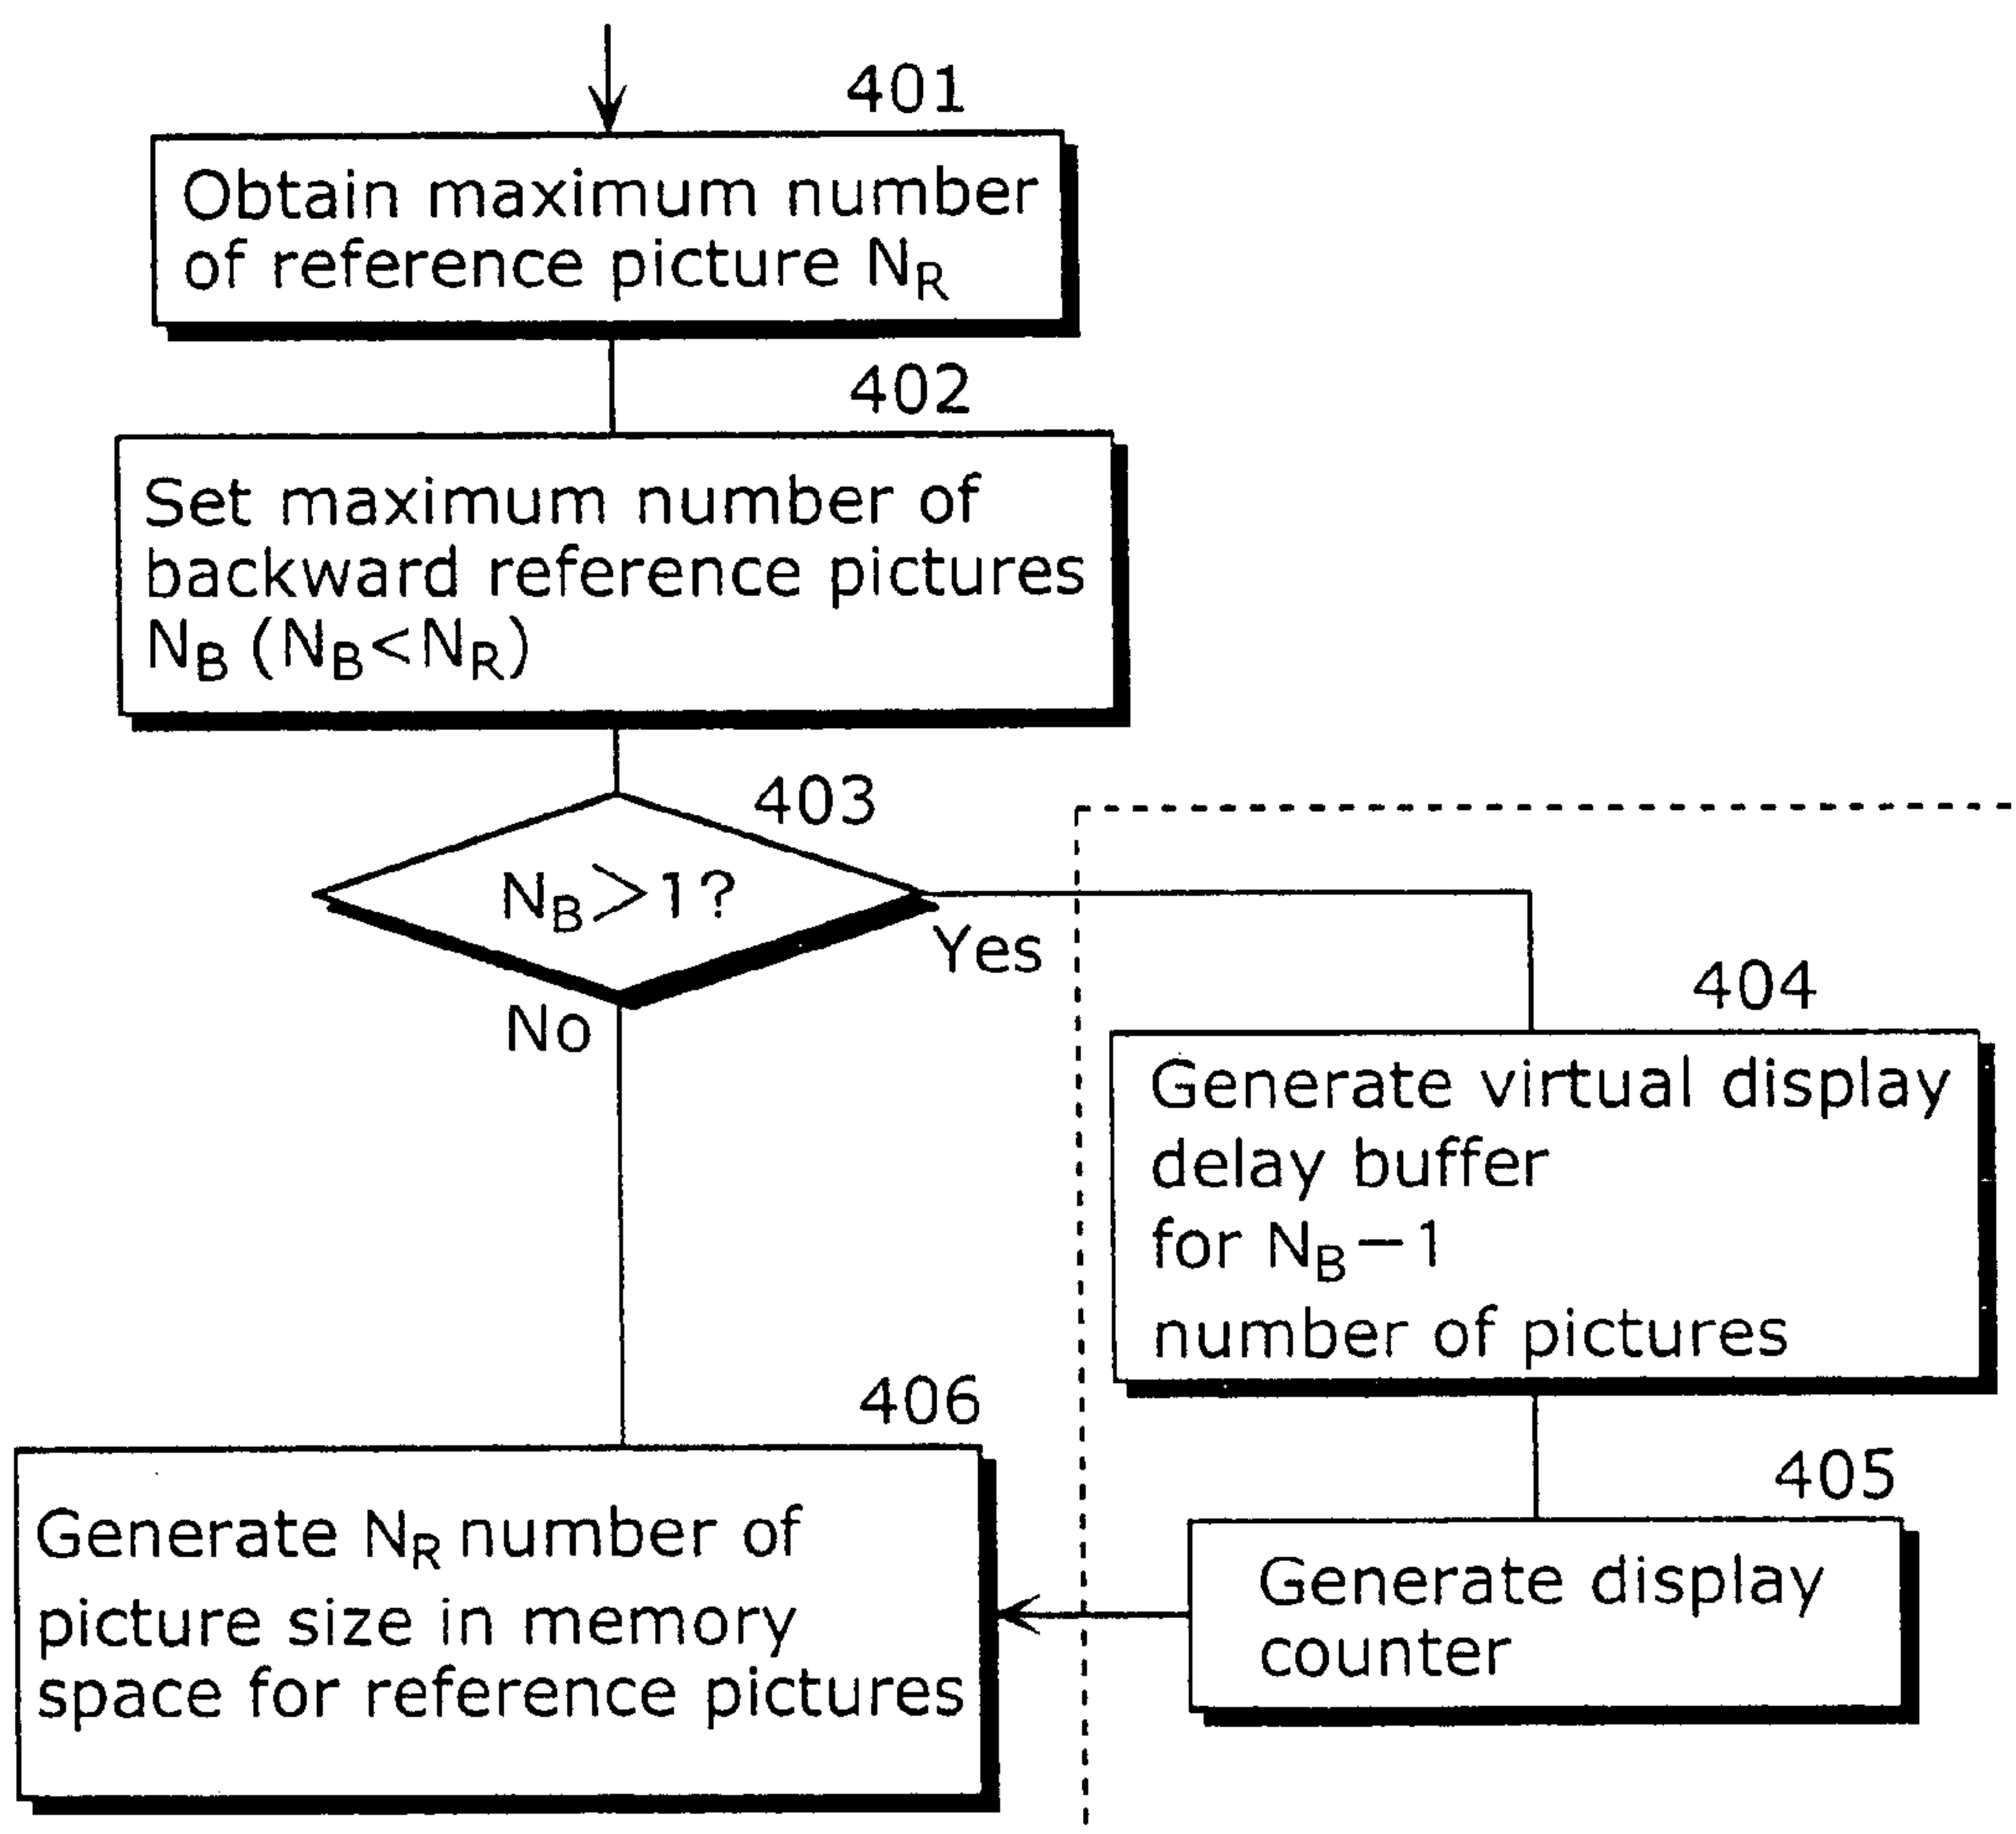 401
Obtain maximum number
of reference picture NR
402
Set maximum number of
backward reference pictures
NB (NB<NR)
403
NB>1?
Yes
No
404
Generate virtual display
delay buffer
for NB−1
number of pictures
405
Generate display
counter
406
Generate NR number of
picture size in memory
space for reference pictures